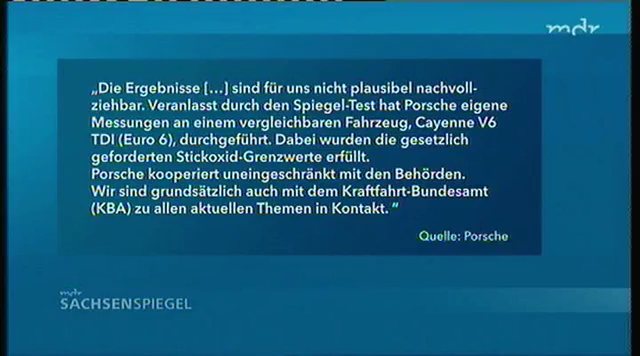 mdr
„Die Ergebnisse [...] sind für uns nicht plausibel nachvoll-
ziehbar. Veranlasst durch den Spiegel-Test hat Porsche eigene
Messungen an einem vergleichbaren Fahrzeug, Cayenne V6
TDI (Euro 6), durchgeführt. Dabei wurden die gesetzlich
geforderten Stickoxid-Grenzwerte erfüllt.
Porsche kooperiert uneingeschränkt mit den Behörden.
Wir sind grundsätzlich auch mit dem Kraftfahrt-Bundesamt
(KBA) zu allen aktuellen Themen in Kontakt. “
Quelle: Porsche
mdr
SACHSENSPIEGEL